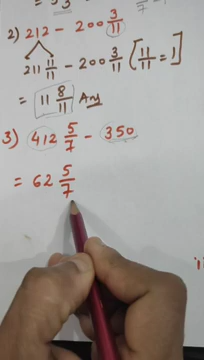 2) 212 - 200 3/11
211 11/11 - 200 3/11 [11/11 = 1]
= 11 8/11 Ans
3) 412 5/7 - 350
= 62 5/7